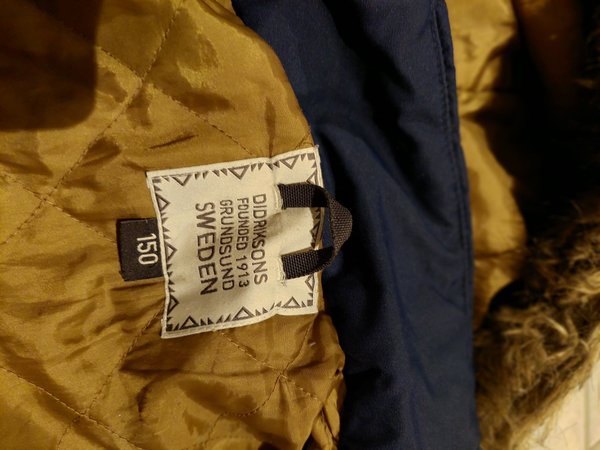 DIDRIKSONS
FOUNDED 1913
GRUNDSUND
SWEDEN
150